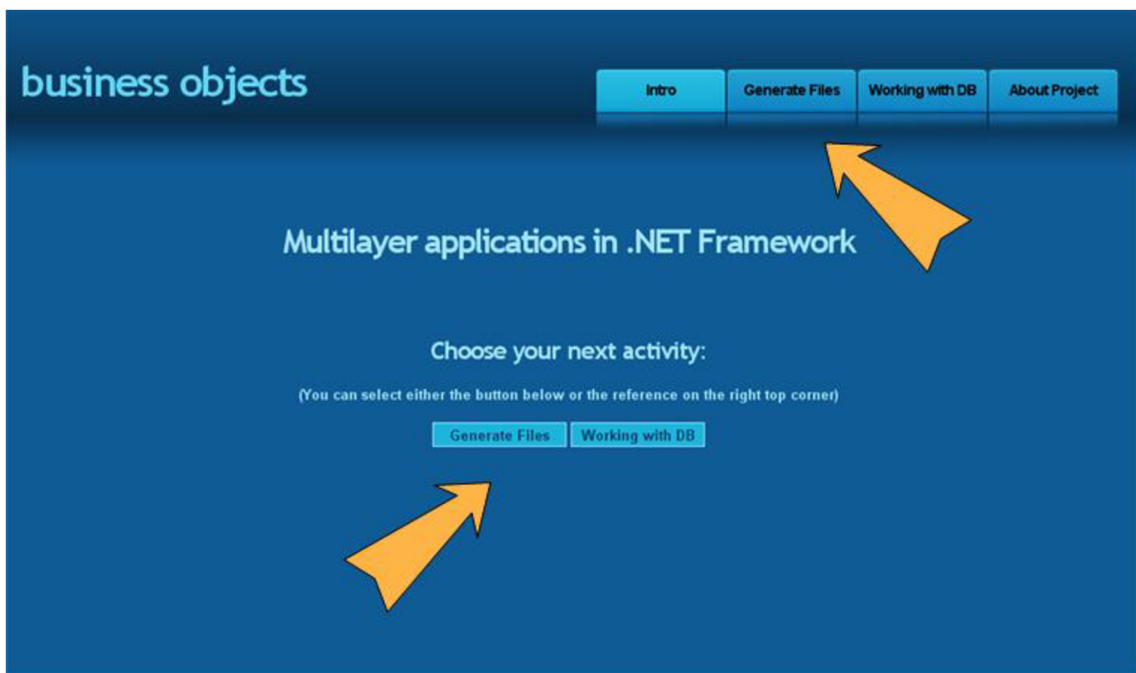 business objects
Intro
Generate Files
Working with DB
About Project
Multilayer applications in .NET Framework
Choose your next activity:
(You can select either the button below or the reference on the right top corner)
Generate Files
Working with DB